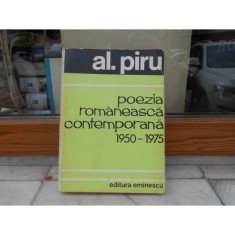 al. piru
poezia
românească
contemporană
1950-1975
editura eminescu